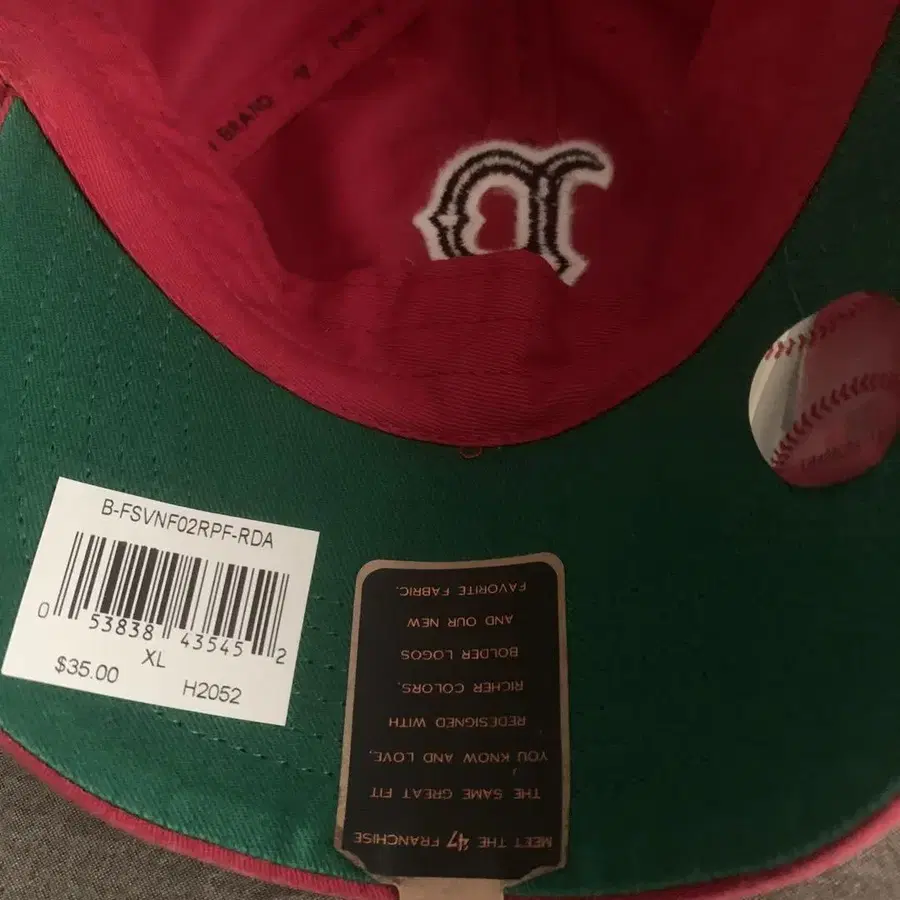 BRAND
B-FSVNF02RPF-RDA
0 53838 43545 2
XL
$35.00
H2052
MEET THE '47 FRANCHISE
THE SAME GREAT FIT
YOU KNOW AND LOVE,
REDESIGNED WITH
RICHER COLORS,
BOLDER LOGOS
AND OUR NEW
FAVORITE FABRIC.